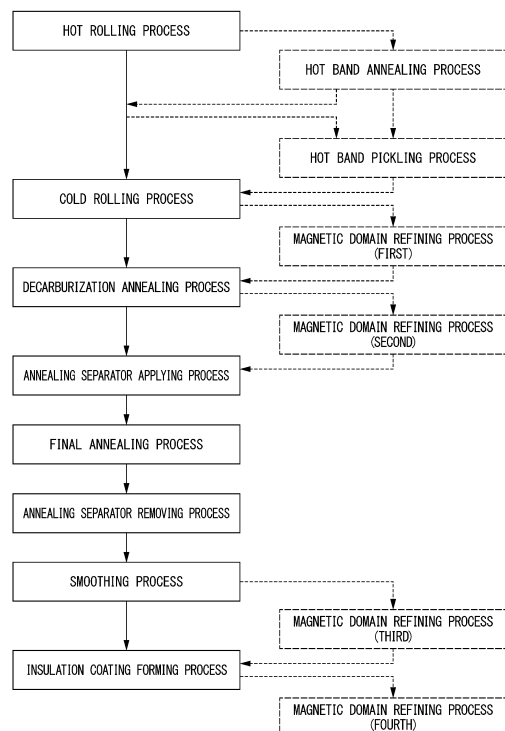 HOT ROLLING PROCESS
HOT BAND ANNEALING PROCESS
HOT BAND PICKLING PROCESS
COLD ROLLING PROCESS
MAGNETIC DOMAIN REFINING PROCESS
(FIRST)
DECARBURIZATION ANNEALING PROCESS
MAGNETIC DOMAIN REFINING PROCESS
(SECOND)
ANNEALING SEPARATOR APPLYING PROCESS
FINAL ANNEALING PROCESS
ANNEALING SEPARATOR REMOVING PROCESS
SMOOTHING PROCESS
MAGNETIC DOMAIN REFINING PROCESS
(THIRD)
INSULATION COATING FORMING PROCESS
MAGNETIC DOMAIN REFINING PROCESS
(FOURTH)